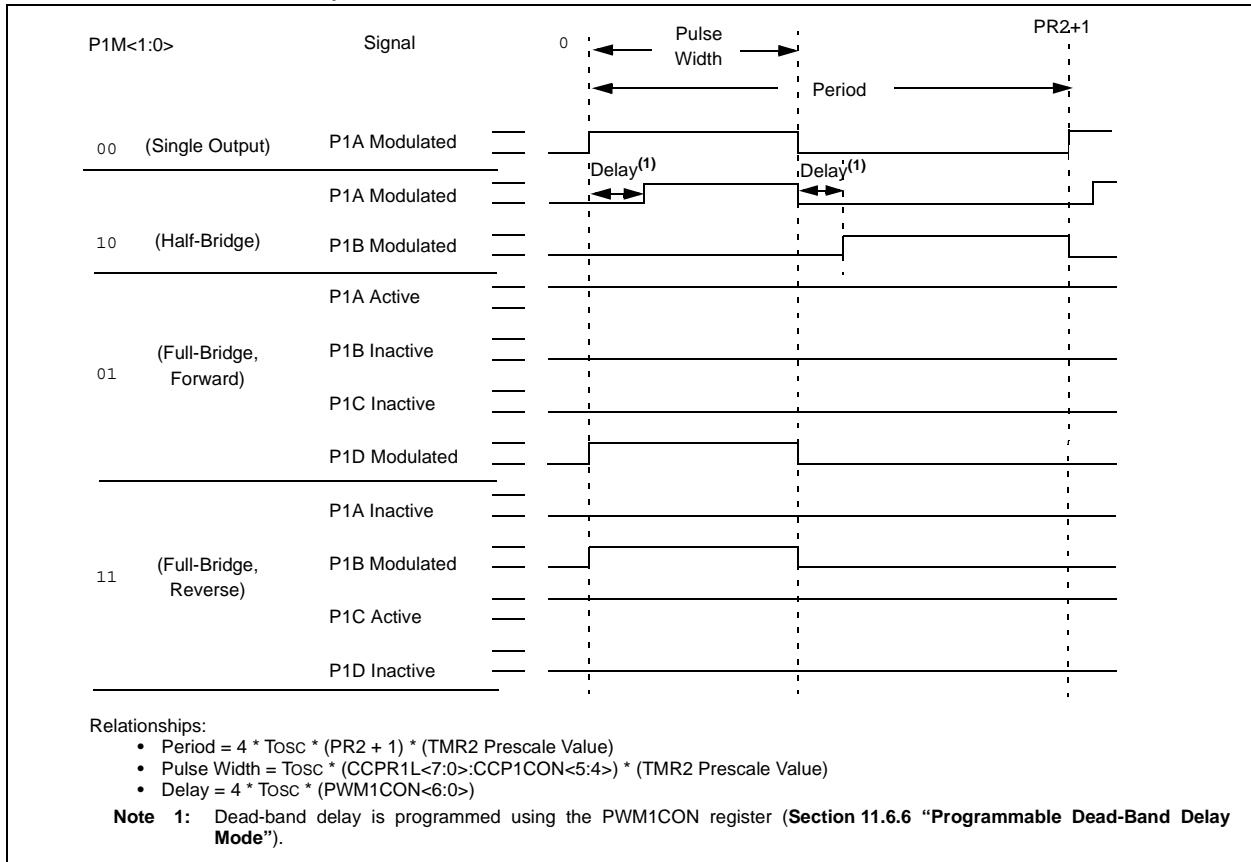 P1M<1:0> Signal 0 Pulse Width PR2+1
Period
00 (Single Output) P1A Modulated
Delay(1) Delay(1)
P1A Modulated
10 (Half-Bridge) P1B Modulated
P1A Active
01 (Full-Bridge, Forward) P1B Inactive
P1C Inactive
P1D Modulated
P1A Inactive
11 (Full-Bridge, Reverse) P1B Modulated
P1C Active
P1D Inactive
Relationships:
• Period = 4 * TOSC * (PR2 + 1) * (TMR2 Prescale Value)
• Pulse Width = TOSC * (CCPR1L<7:0>:CCP1CON<5:4>) * (TMR2 Prescale Value)
• Delay = 4 * TOSC * (PWM1CON<6:0>)
Note 1: Dead-band delay is programmed using the PWM1CON register (Section 11.6.6 “Programmable Dead-Band Delay
Mode”).